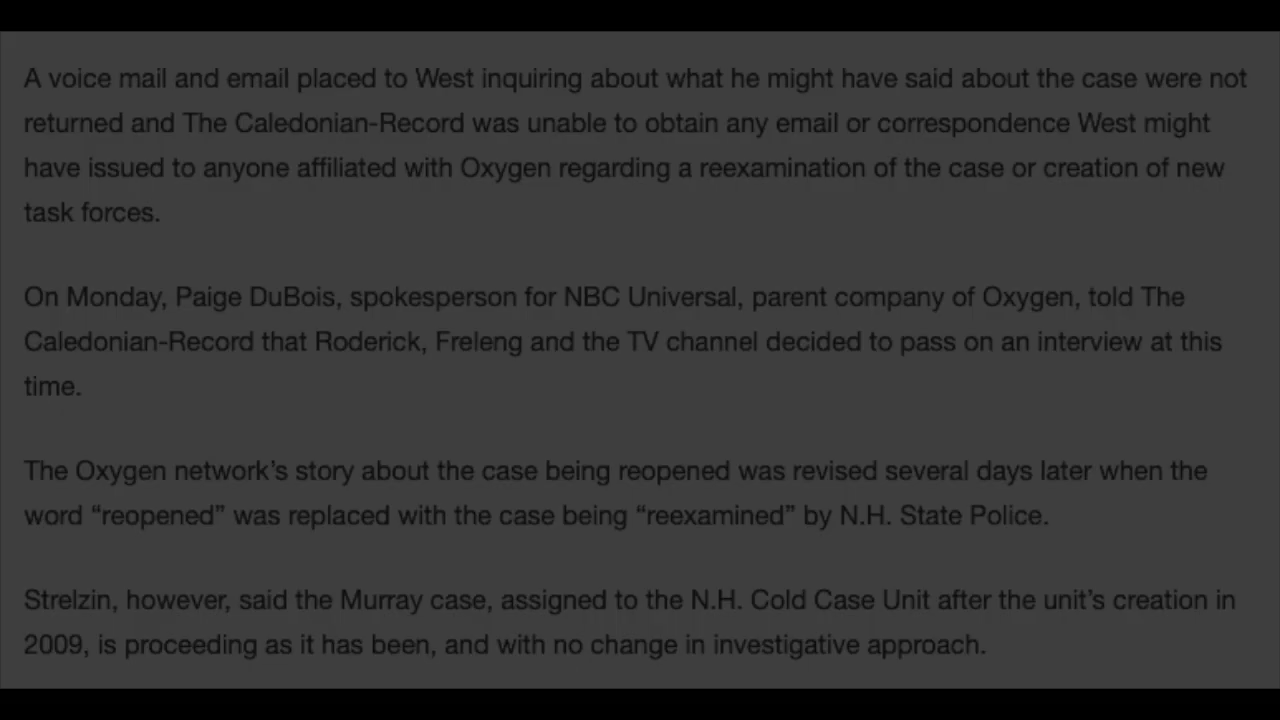 A voice mail and email placed to West inquiring about what he might have said about the case were not
returned and The Caledonian-Record was unable to obtain any email or correspondence West might
have issued to anyone affiliated with Oxygen regarding a reexamination of the case or creation of new
task forces.
On Monday, Paige DuBois, spokesperson for NBC Universal, parent company of Oxygen, told The
Caledonian-Record that Roderick, Freleng and the TV channel decided to pass on an interview at this
time.
The Oxygen network’s story about the case being reopened was revised several days later when the
word “reopened” was replaced with the case being “reexamined” by N.H. State Police.
Strelzin, however, said the Murray case, assigned to the N.H. Cold Case Unit after the unit’s creation in
2009, is proceeding as it has been, and with no change in investigative approach.